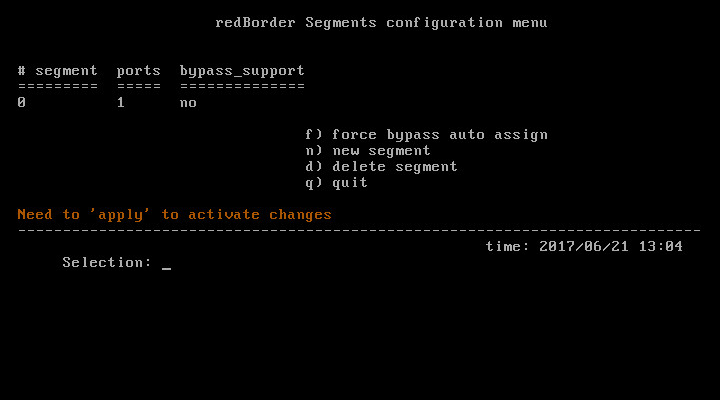 redBorder Segments configuration menu
# segment ports bypass_support
========= ===== ==============
0 1 no
f) force bypass auto assign
n) new segment
d) delete segment
q) quit
Need to 'apply' to activate changes
----------------------------------------------------------------------------
time: 2017/06/21 13:04
Selection: _